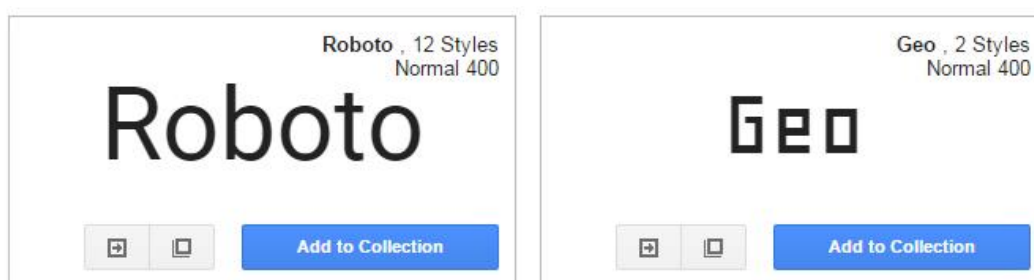 Roboto , 12 Styles
Normal 400
Roboto
Add to Collection
Geo , 2 Styles
Normal 400
Geo
Add to Collection